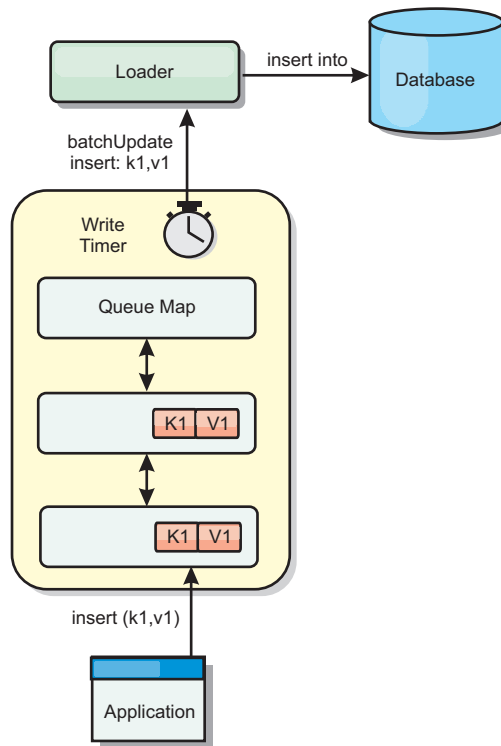 Loader
insert into
Database
batchUpdate
insert: k1,v1
Write
Timer
Queue Map
K1 V1
K1 V1
insert (k1,v1)
Application